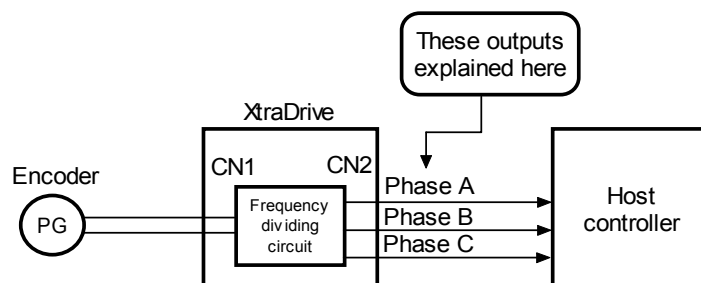 These outputs
explained here
XtraDrive
CN1
CN2
Encoder
PG
Frequency
dividing
circuit
Phase A
Phase B
Phase C
Host
controller